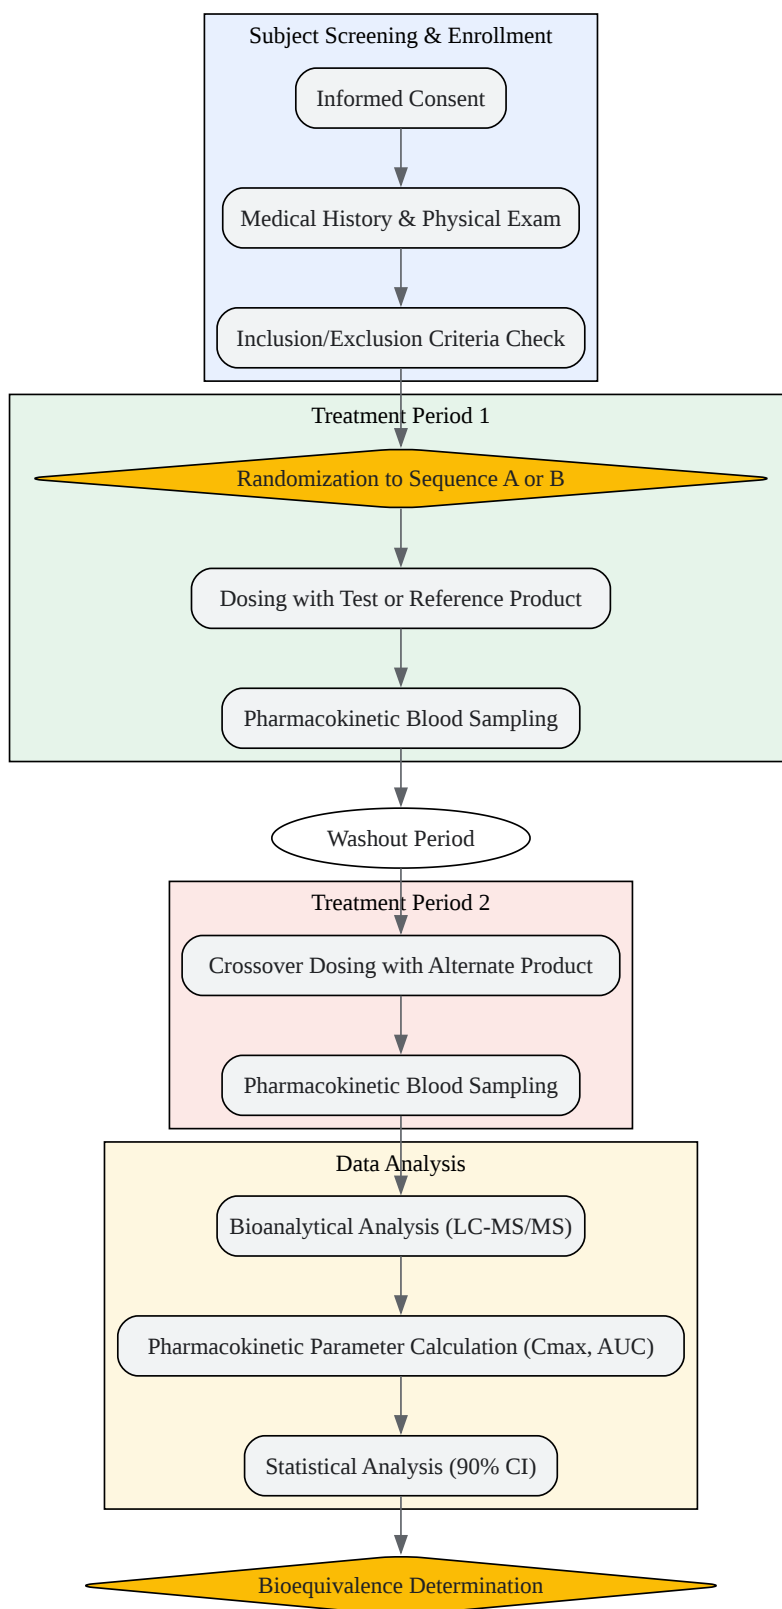 Subject Screening & Enrollment
Informed Consent
Medical History & Physical Exam
Inclusion/Exclusion Criteria Check
Treatment Period 1
Randomization to Sequence A or B
Dosing with Test or Reference Product
Pharmacokinetic Blood Sampling
Washout Period
Treatment Period 2
Crossover Dosing with Alternate Product
Pharmacokinetic Blood Sampling
Data Analysis
Bioanalytical Analysis (LC-MS/MS)
Pharmacokinetic Parameter Calculation (Cmax, AUC)
Statistical Analysis (90% CI)
Bioequivalence Determination